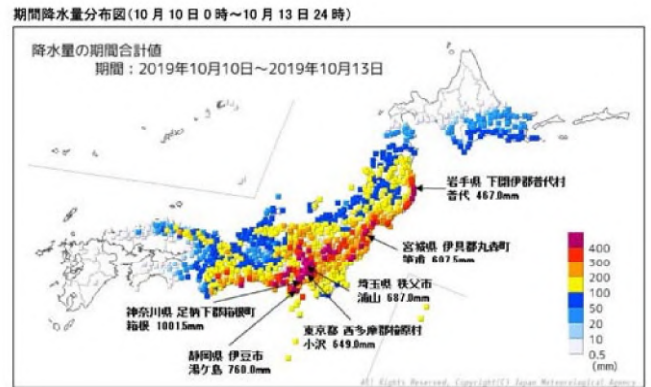 期間降水量分布図(10月10日0時～10月13日24時)
降水量の期間合計値
期間：2019年10月10日～2019年10月13日
岩手県 下閉伊郡普代村
普代 467.0mm
宮城県 伊具郡丸森町
筆甫 607.5mm
埼玉県 秩父市
浦山 687.0mm
神奈川県 足柄下郡箱根町
箱根 1001.5mm
東京都 西多摩郡檜原村
小沢 649.0mm
静岡県 伊豆市
湯ケ島 760.0mm
400
300
200
100
50
20
10
0.5
(mm)
All Rights Reserved, Copyright(C) Japan Meteorological Agency